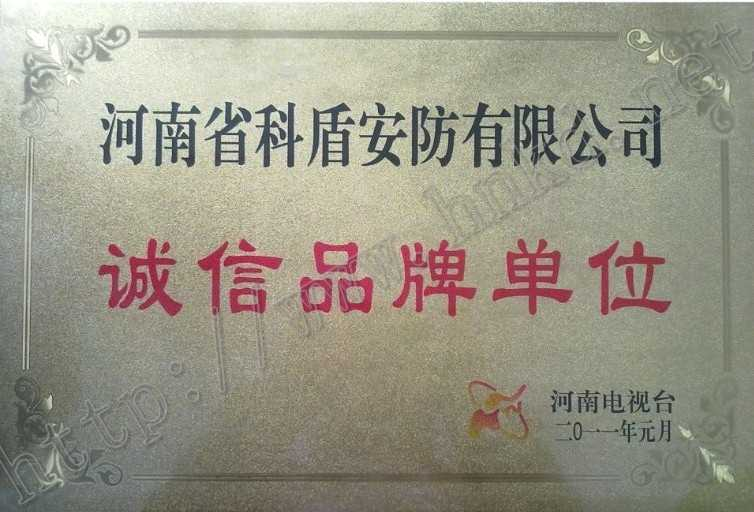 河南省科盾安防有限公司
诚信品牌单位
河南电视台
二〇一一年元月